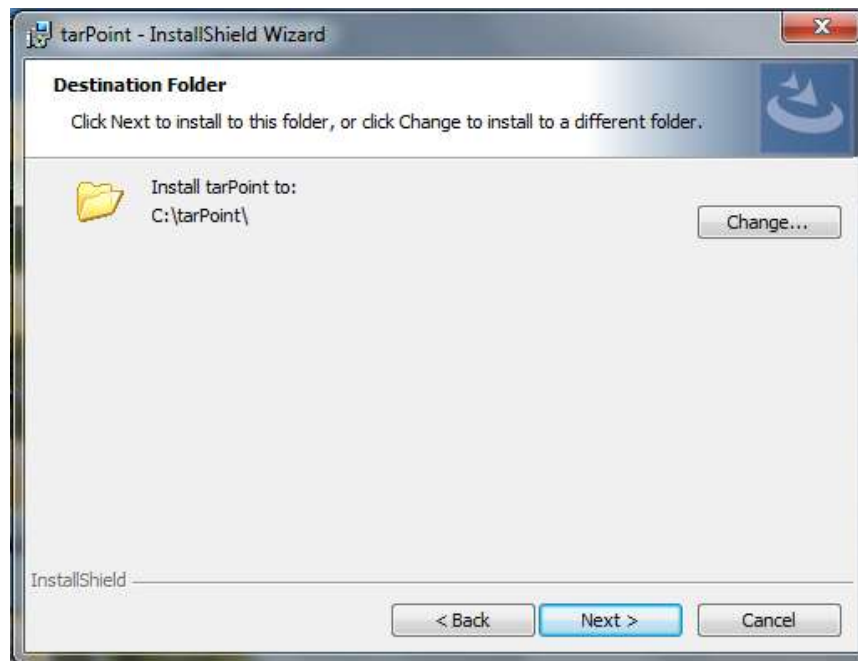 tarPoint - InstallShield Wizard
Destination Folder
Click Next to install to this folder, or click Change to install to a different folder.
Install tarPoint to:
C:\tarPoint\
Change...
InstallShield
< Back
Next >
Cancel